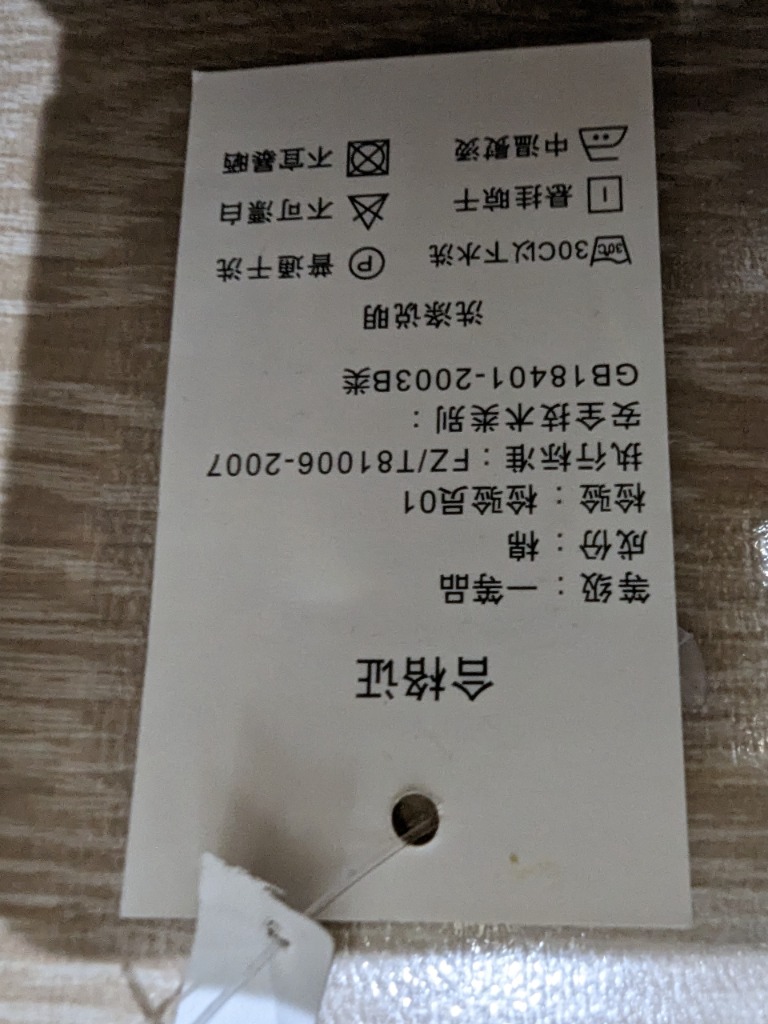 合格证
等级：一等品
成份：棉
检验：检验员01
执行标准：FZ/T81006-2007
安全技术类别：
GB18401-2003B类
洗涤说明
30℃ 30C以下水洗 P 普通干洗
悬挂晾干 不可漂白
中温熨烫 不宜暴晒